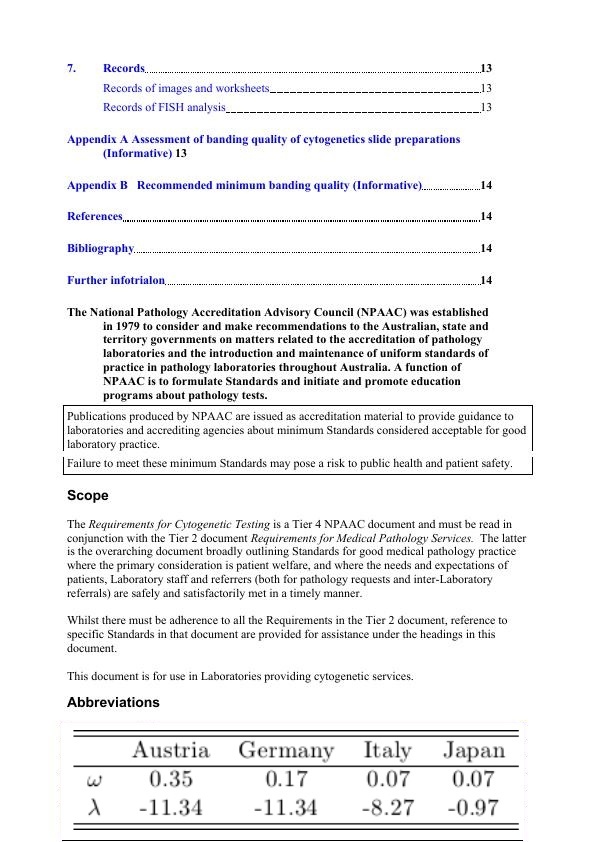 7. Records 13
Records of images and worksheets 13
Records of FISH analysis 13
Appendix A Assessment of banding quality of cytogenetics slide preparations
(Informative) 13
Appendix B Recommended minimum banding quality (Informative) 14
References 14
Bibliography 14
Further infotrialon 14
The National Pathology Accreditation Advisory Council (NPAAC) was established
in 1979 to consider and make recommendations to the Australian, state and
territory governments on matters related to the accreditation of pathology
laboratories and the introduction and maintenance of uniform standards of
practice in pathology laboratories throughout Australia. A function of
NPAAC is to formulate Standards and initiate and promote education
programs about pathology tests.
Publications produced by NPAAC are issued as accreditation material to provide guidance to
laboratories and accrediting agencies about minimum Standards considered acceptable for good
laboratory practice.
Failure to meet these minimum Standards may pose a risk to public health and patient safety.
Scope
The Requirements for Cytogenetic Testing is a Tier 4 NPAAC document and must be read in
conjunction with the Tier 2 document Requirements for Medical Pathology Services. The latter
is the overarching document broadly outlining Standards for good medical pathology practice
where the primary consideration is patient welfare, and where the needs and expectations of
patients, Laboratory staff and referrers (both for pathology requests and inter-Laboratory
referrals) are safely and satisfactorily met in a timely manner.
Whilst there must be adherence to all the Requirements in the Tier 2 document, reference to
specific Standards in that document are provided for assistance under the headings in this
document.
This document is for use in Laboratories providing cytogenetic services.
Abbreviations
Austria Germany Italy Japan
ω 0.35 0.17 0.07 0.07
λ -11.34 -11.34 -8.27 -0.97